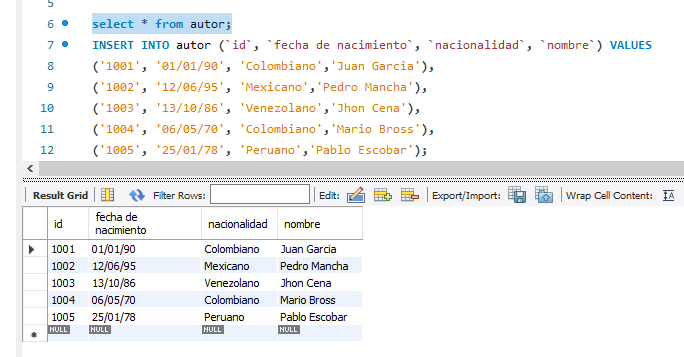 6 select * from autor;
7 INSERT INTO autor (`id`, `fecha de nacimiento`, `nacionalidad`, `nombre`) VALUES
8 ('1001', '01/01/90', 'Colombiano','Juan Garcia'),
9 ('1002', '12/06/95', 'Mexicano','Pedro Mancha'),
10 ('1003', '13/10/86', 'Venezolano','Jhon Cena'),
11 ('1004', '06/05/70', 'Colombiano','Mario Bross'),
12 ('1005', '25/01/78', 'Peruano','Pablo Escobar');
Result Grid Filter Rows: Edit: Export/Import: Wrap Cell Content: IA
id fecha de nacimiento nacionalidad nombre
1001 01/01/90 Colombiano Juan Garcia
1002 12/06/95 Mexicano Pedro Mancha
1003 13/10/86 Venezolano Jhon Cena
1004 06/05/70 Colombiano Mario Bross
1005 25/01/78 Peruano Pablo Escobar
NULL NULL NULL NULL